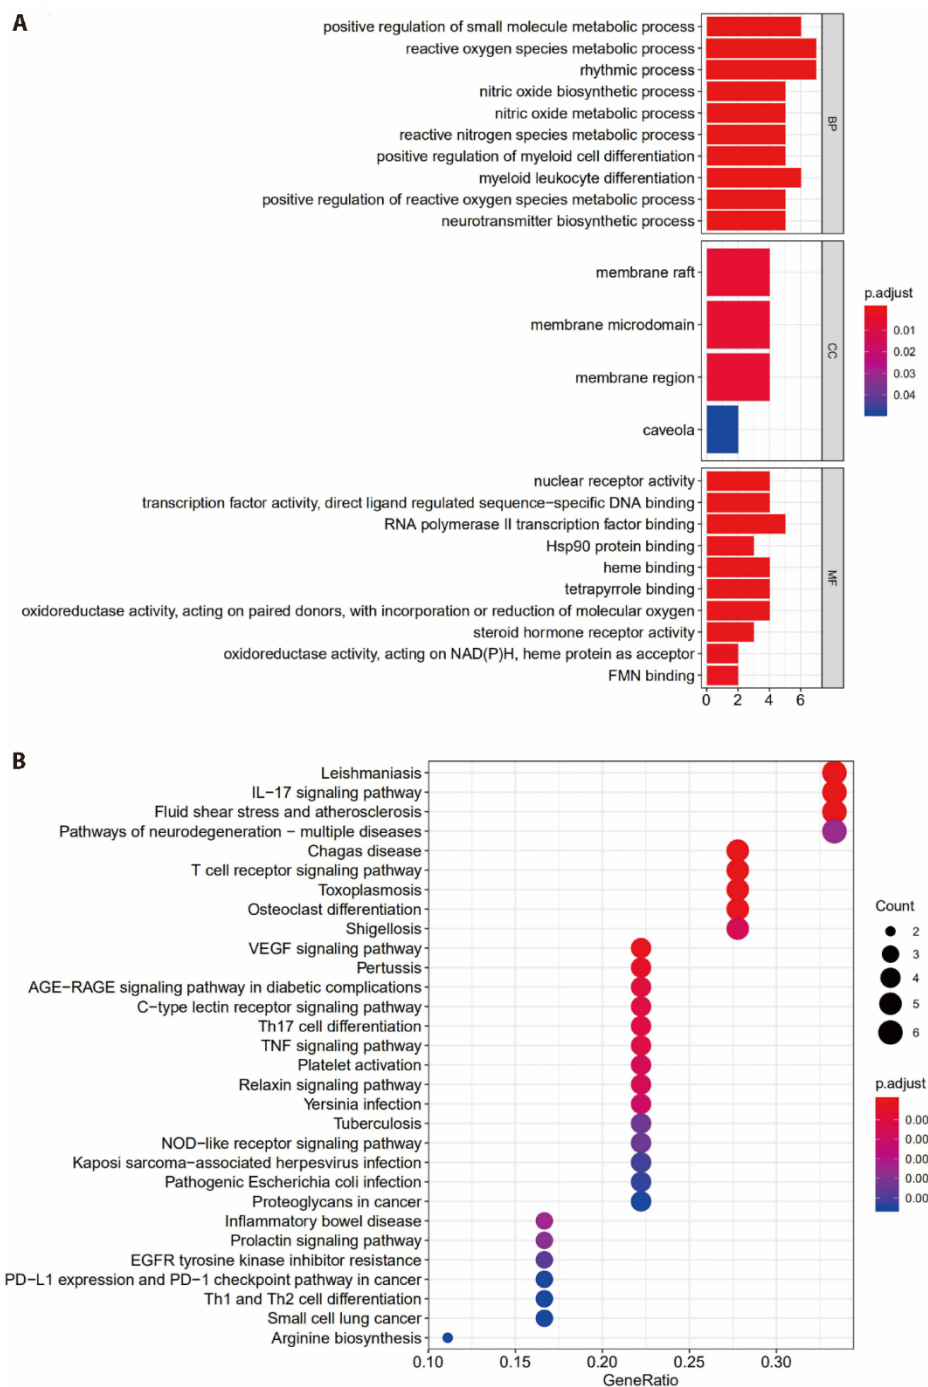 A
positive regulation of small molecule metabolic process
reactive oxygen species metabolic process
rhythmic process
nitric oxide biosynthetic process
nitric oxide metabolic process
reactive nitrogen species metabolic process
positive regulation of myeloid cell differentiation
myeloid leukocyte differentiation
positive regulation of reactive oxygen species metabolic process
neurotransmitter biosynthetic process
BP
membrane raft
membrane microdomain
membrane region
caveola
CC
p.adjust
0.01
0.02
0.03
0.04
nuclear receptor activity
transcription factor activity, direct ligand regulated sequence−specific DNA binding
RNA polymerase II transcription factor binding
Hsp90 protein binding
heme binding
tetrapyrrole binding
oxidoreductase activity, acting on paired donors, with incorporation or reduction of molecular oxygen
steroid hormone receptor activity
oxidoreductase activity, acting on NAD(P)H, heme protein as acceptor
FMN binding
MF
0 2 4 6
B
Leishmaniasis
IL−17 signaling pathway
Fluid shear stress and atherosclerosis
Pathways of neurodegeneration − multiple diseases
Chagas disease
T cell receptor signaling pathway
Toxoplasmosis
Osteoclast differentiation
Shigellosis
VEGF signaling pathway
Pertussis
AGE−RAGE signaling pathway in diabetic complications
C−type lectin receptor signaling pathway
Th17 cell differentiation
TNF signaling pathway
Platelet activation
Relaxin signaling pathway
Yersinia infection
Tuberculosis
NOD−like receptor signaling pathway
Kaposi sarcoma−associated herpesvirus infection
Pathogenic Escherichia coli infection
Proteoglycans in cancer
Inflammatory bowel disease
Prolactin signaling pathway
EGFR tyrosine kinase inhibitor resistance
PD−L1 expression and PD−1 checkpoint pathway in cancer
Th1 and Th2 cell differentiation
Small cell lung cancer
Arginine biosynthesis
0.10 0.15 0.20 0.25 0.30
GeneRatio
Count
2
3
4
5
6
p.adjust
0.00
0.00
0.00
0.00